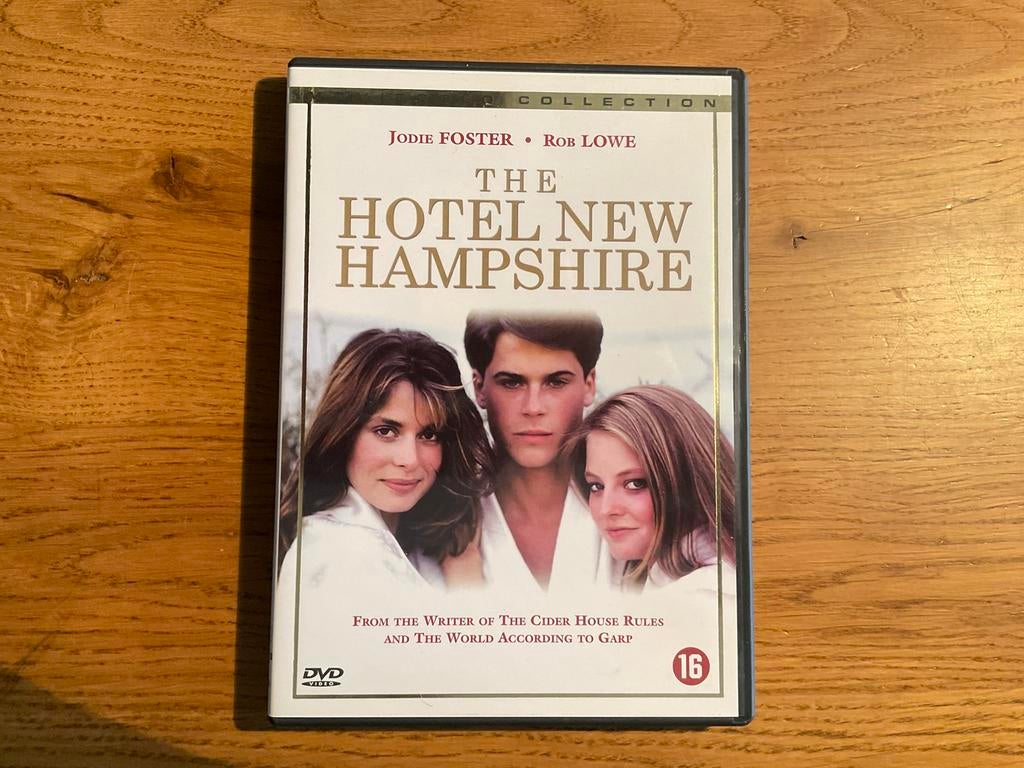 COLLECTION
JODIE FOSTER • ROB LOWE
THE
HOTEL NEW
HAMPSHIRE
FROM THE WRITER OF THE CIDER HOUSE RULES
AND THE WORLD ACCORDING TO GARP
DVD
VIDEO
16